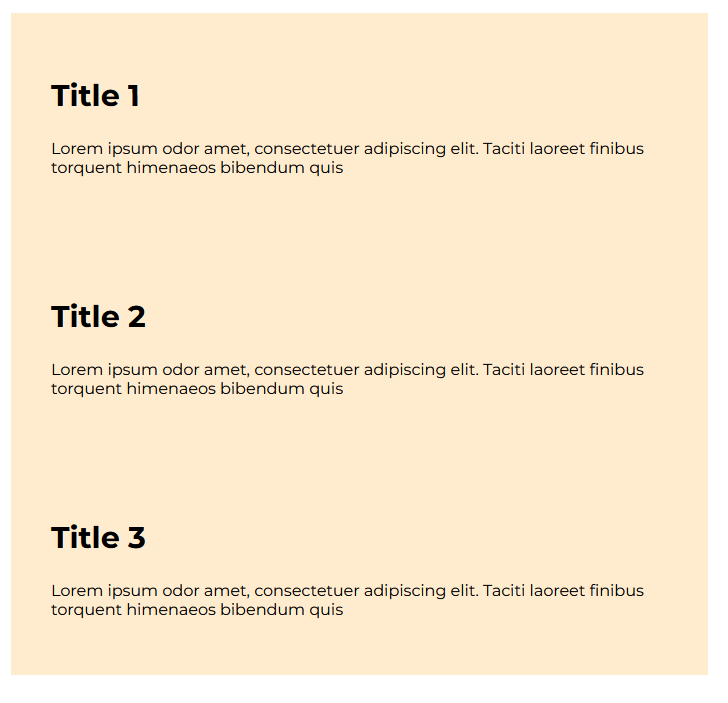 Title 1
Lorem ipsum odor amet, consectetuer adipiscing elit. Taciti laoreet finibus
torquent himenaeos bibendum quis
Title 2
Lorem ipsum odor amet, consectetuer adipiscing elit. Taciti laoreet finibus
torquent himenaeos bibendum quis
Title 3
Lorem ipsum odor amet, consectetuer adipiscing elit. Taciti laoreet finibus
torquent himenaeos bibendum quis